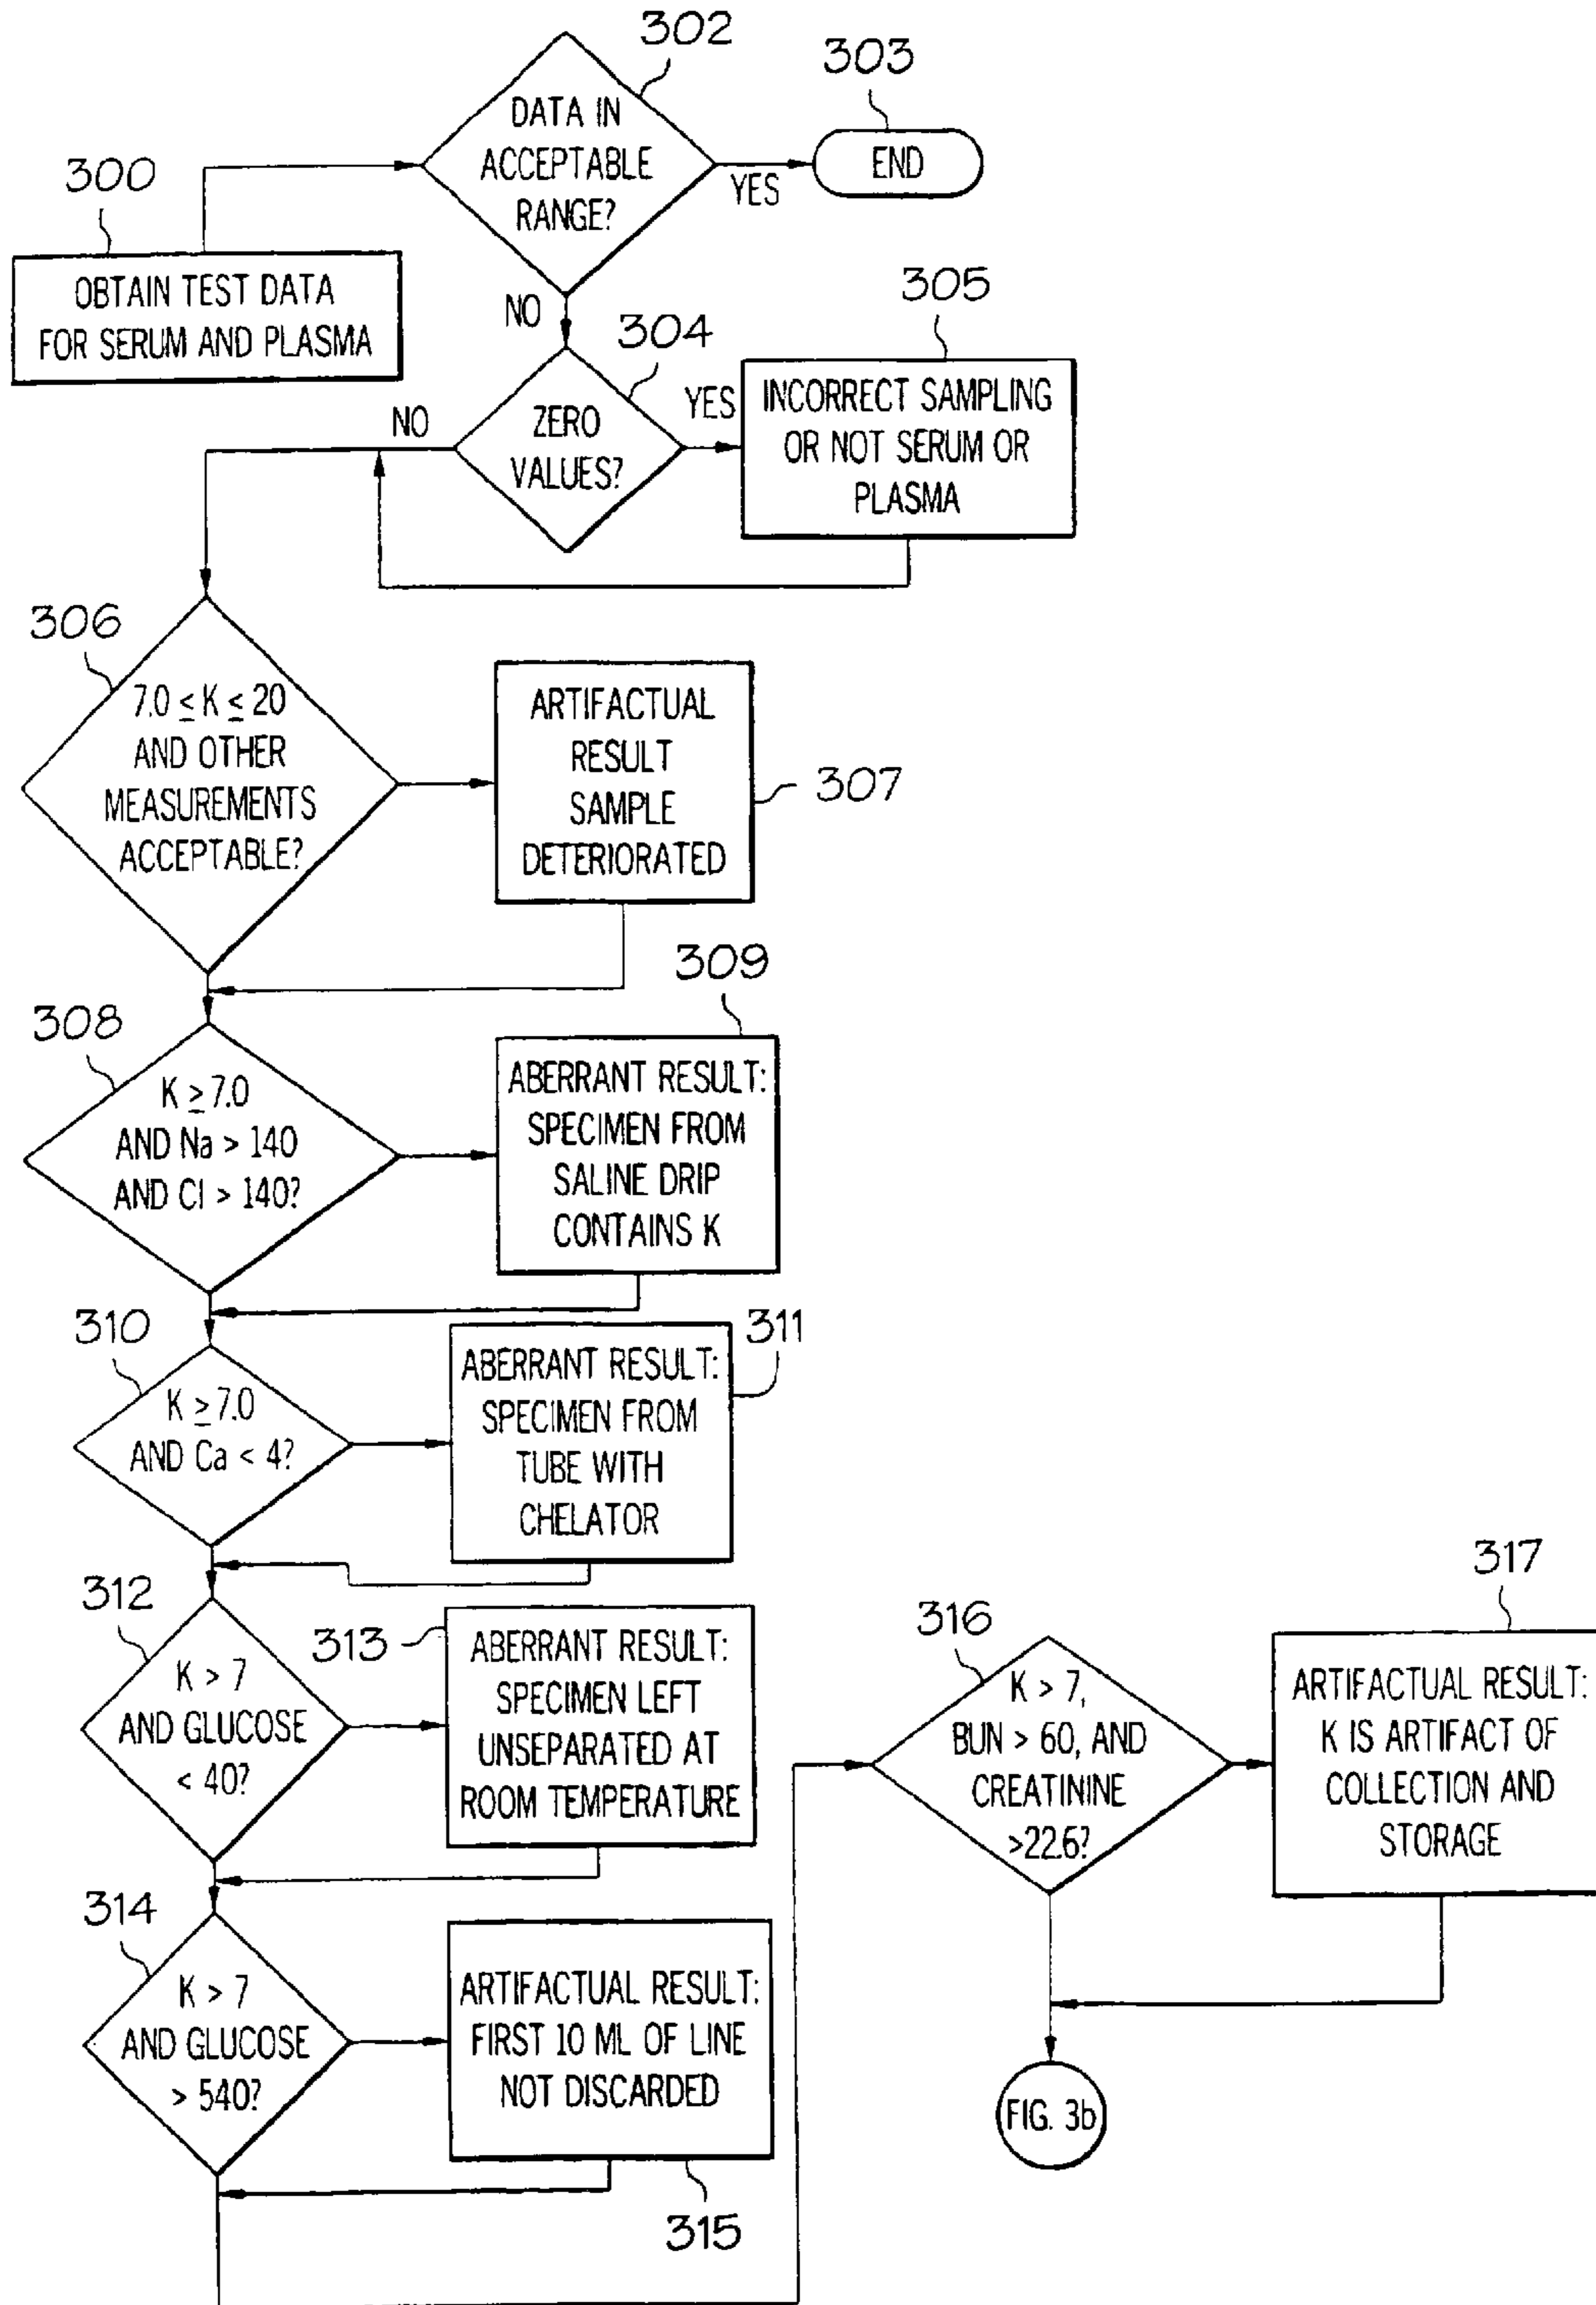 302
DATA IN
ACCEPTABLE
RANGE?
YES
303
END
300
OBTAIN TEST DATA
FOR SERUM AND PLASMA
NO
304
ZERO
VALUES?
NO
YES
305
INCORRECT SAMPLING
OR NOT SERUM OR
PLASMA
306
7.0 ≤ K ≤ 20
AND OTHER
MEASUREMENTS
ACCEPTABLE?
ARTIFACTUAL
RESULT
SAMPLE
DETERIORATED
307
308
K ≥ 7.0
AND Na > 140
AND Cl > 140?
309
ABERRANT RESULT:
SPECIMEN FROM
SALINE DRIP
CONTAINS K
310
K ≥ 7.0
AND Ca < 4?
311
ABERRANT RESULT:
SPECIMEN FROM
TUBE WITH
CHELATOR
312
K > 7
AND GLUCOSE
< 40?
313
ABERRANT RESULT:
SPECIMEN LEFT
UNSEPARATED AT
ROOM TEMPERATURE
314
K > 7
AND GLUCOSE
> 540?
ARTIFACTUAL RESULT:
FIRST 10 ML OF LINE
NOT DISCARDED
315
316
K > 7,
BUN > 60, AND
CREATININE
>22.6?
317
ARTIFACTUAL RESULT:
K IS ARTIFACT OF
COLLECTION AND
STORAGE
FIG. 3b